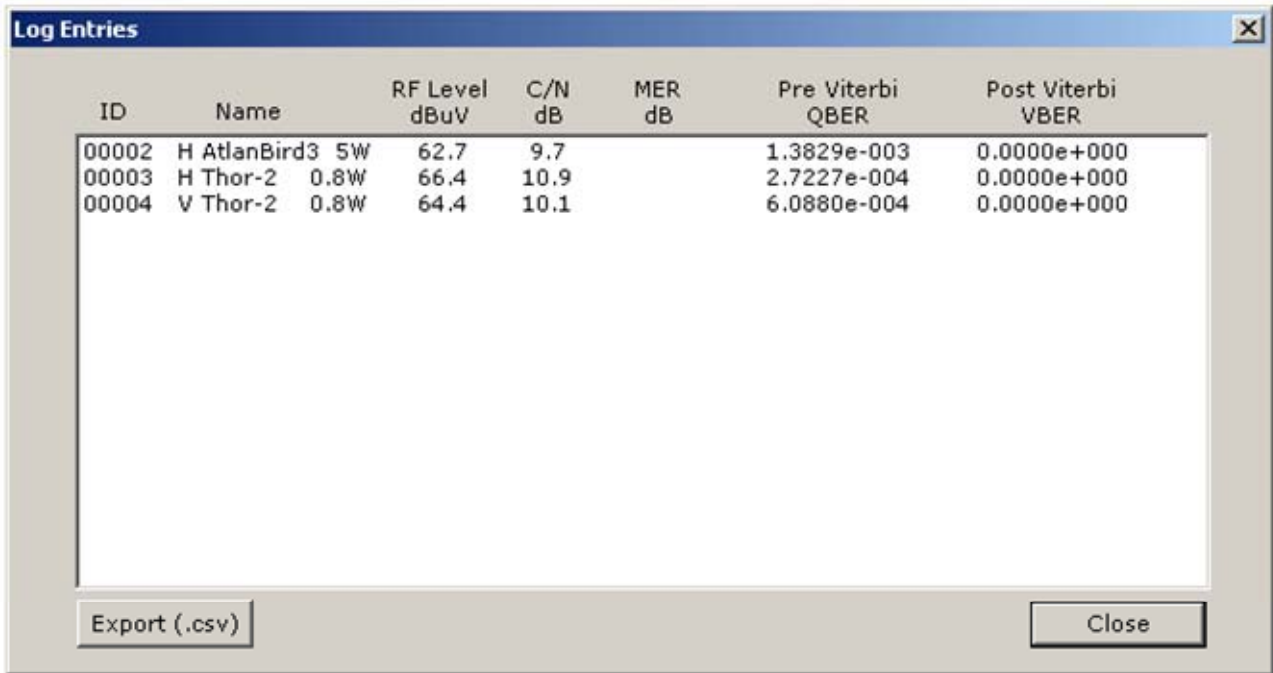 Log Entries
ID Name RF Level dBuV C/N dB MER dB Pre Viterbi QBER Post Viterbi VBER
00002 H AtlanBird3 5W 62.7 9.7 1.3829e-003 0.0000e+000
00003 H Thor-2 0.8W 66.4 10.9 2.7227e-004 0.0000e+000
00004 V Thor-2 0.8W 64.4 10.1 6.0880e-004 0.0000e+000
Export (.csv) Close